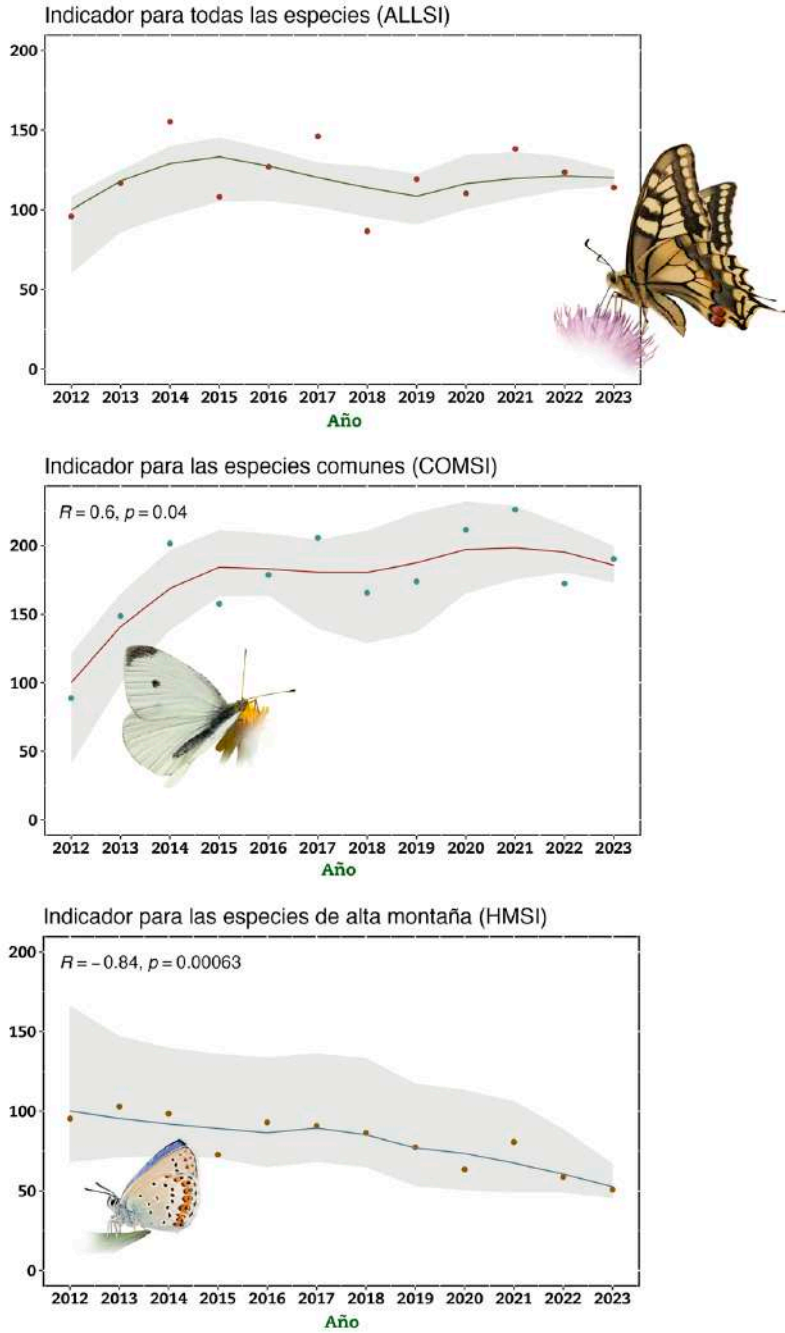 Indicador para todas las especies (ALLSI)
200
150
100
50
0
2012 2013 2014 2015 2016 2017 2018 2019 2020 2021 2022 2023
Año
Indicador para las especies comunes (COMSI)
R = 0.6, p = 0.04
200
150
100
50
0
2012 2013 2014 2015 2016 2017 2018 2019 2020 2021 2022 2023
Año
Indicador para las especies de alta montaña (HMSI)
200
R = −0.84, p = 0.00063
150
100
50
0
2012 2013 2014 2015 2016 2017 2018 2019 2020 2021 2022 2023
Año